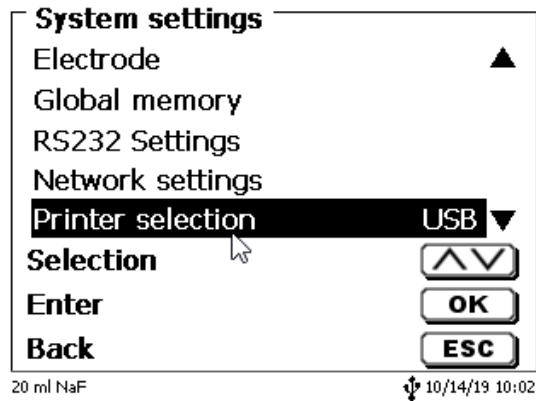 System settings
Electrode
Global memory
RS232 Settings
Network settings
Printer selection USB
Selection
Enter OK
Back ESC
20 ml NaF 10/14/19 10:02